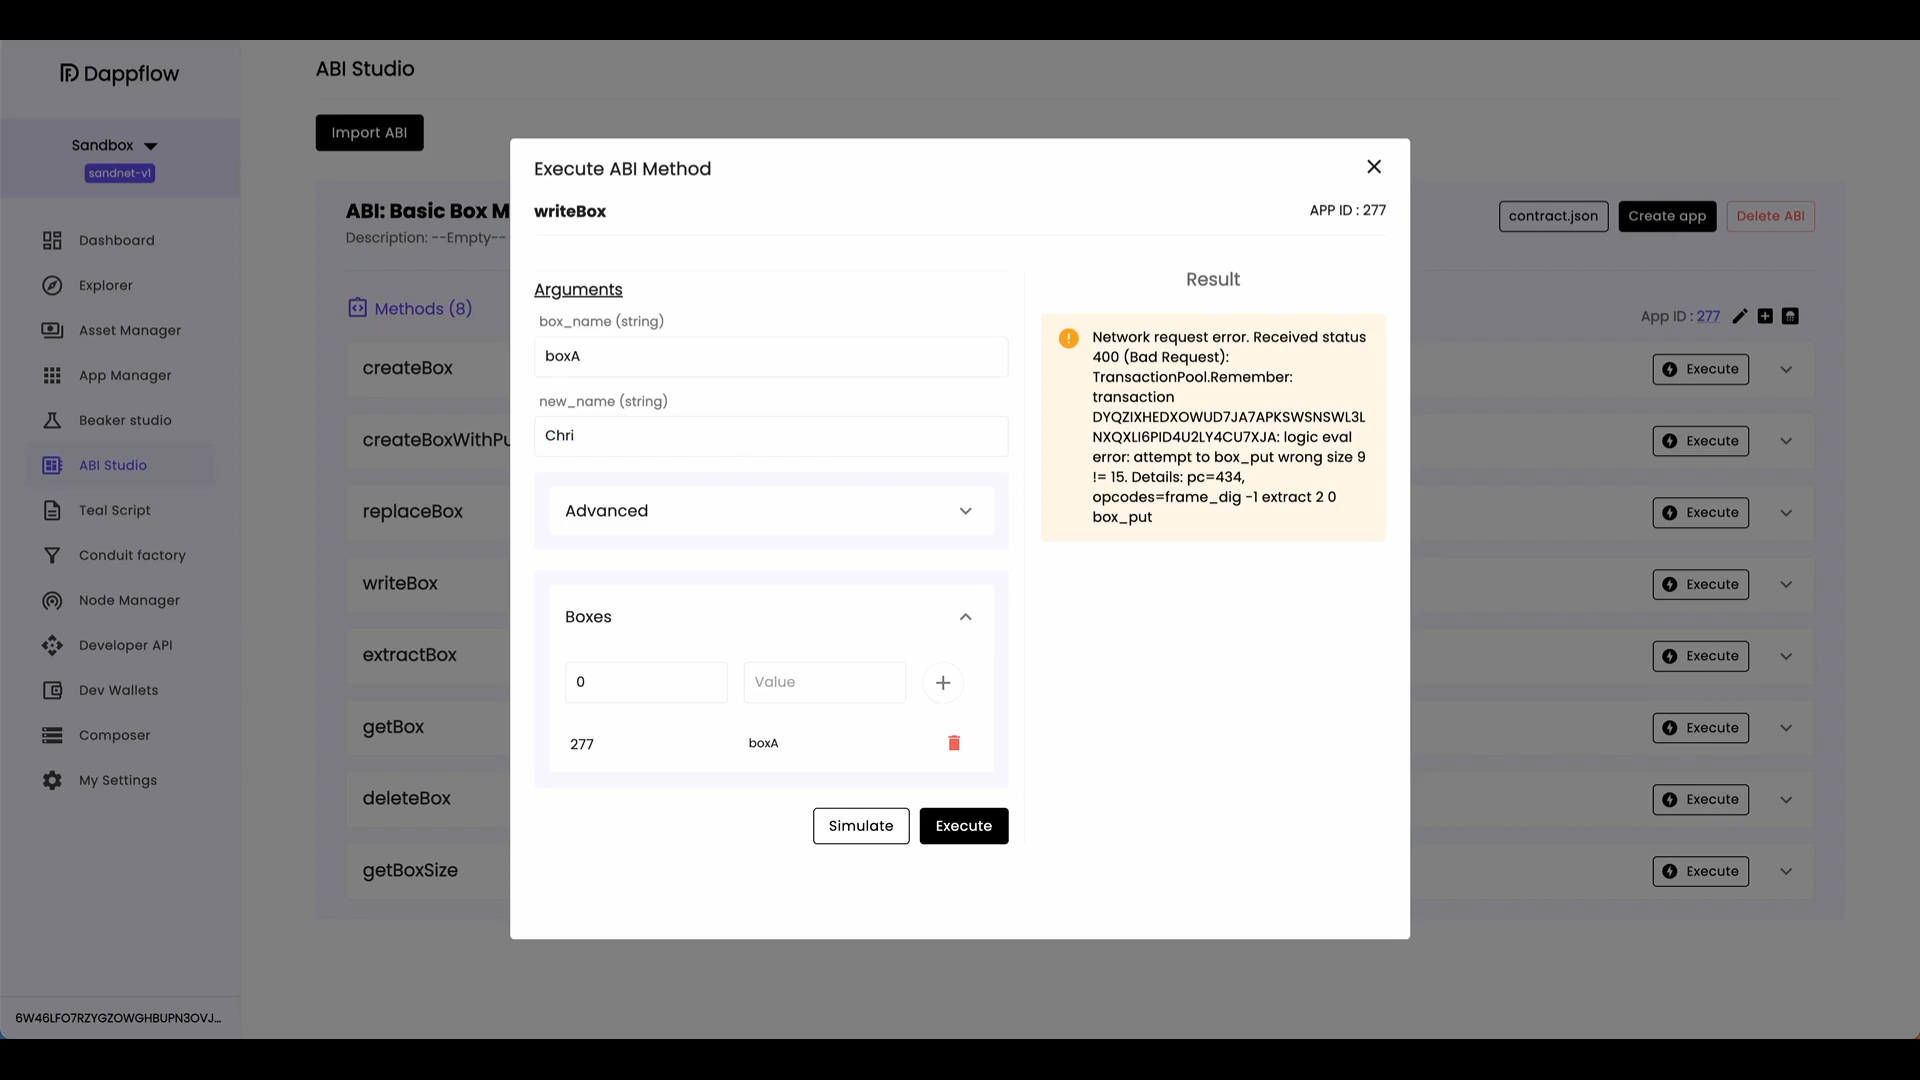 Dappflow
ABI Studio
Import ABI
Sandbox
sandnet-v1
Dashboard
Explorer
Asset Manager
App Manager
Beaker studio
ABI Studio
Teal Script
Conduit factory
Node Manager
Developer API
Dev Wallets
Composer
My Settings
6W46LFO7RZYGZOWGHBUPN3OVJ...
ABI: Basic Box M
Description: --Empty--
contract.json
Create app
Delete ABI
Methods (8)
App ID : 277
createBox
Execute
createBoxWithPu
Execute
replaceBox
Execute
writeBox
Execute
extractBox
Execute
getBox
Execute
deleteBox
Execute
getBoxSize
Execute
Execute ABI Method
writeBox
APP ID : 277
Arguments
box_name (string)
boxA
new_name (string)
Chri
Advanced
Boxes
0
Value
277
boxA
Simulate
Execute
Result
Network request error. Received status
400 (Bad Request):
TransactionPool.Remember:
transaction
DYQZIXHEDXOWUD7JA7APKSWSNSWL3L
NXQXLI6PID4U2LY4CU7XJA: logic eval
error: attempt to box_put wrong size 9
!= 15. Details: pc=434,
opcodes=frame_dig -1 extract 2 0
box_put